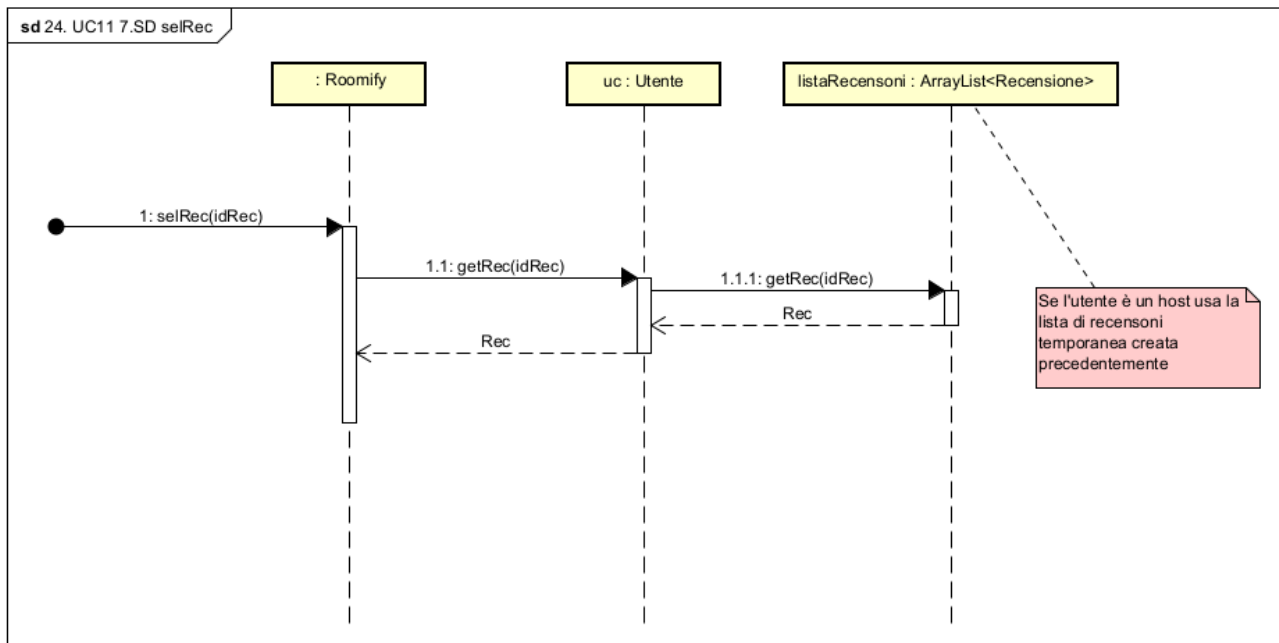 sd 24. UC11 7.SD selRec
: Roomify
uc : Utente
listaRecensoni : ArrayList<Recensione>
1: selRec(idRec)
1.1: getRec(idRec)
1.1.1: getRec(idRec)
Rec
Rec
Se l'utente è un host usa la
lista di recensoni
temporanea creata
precedentemente